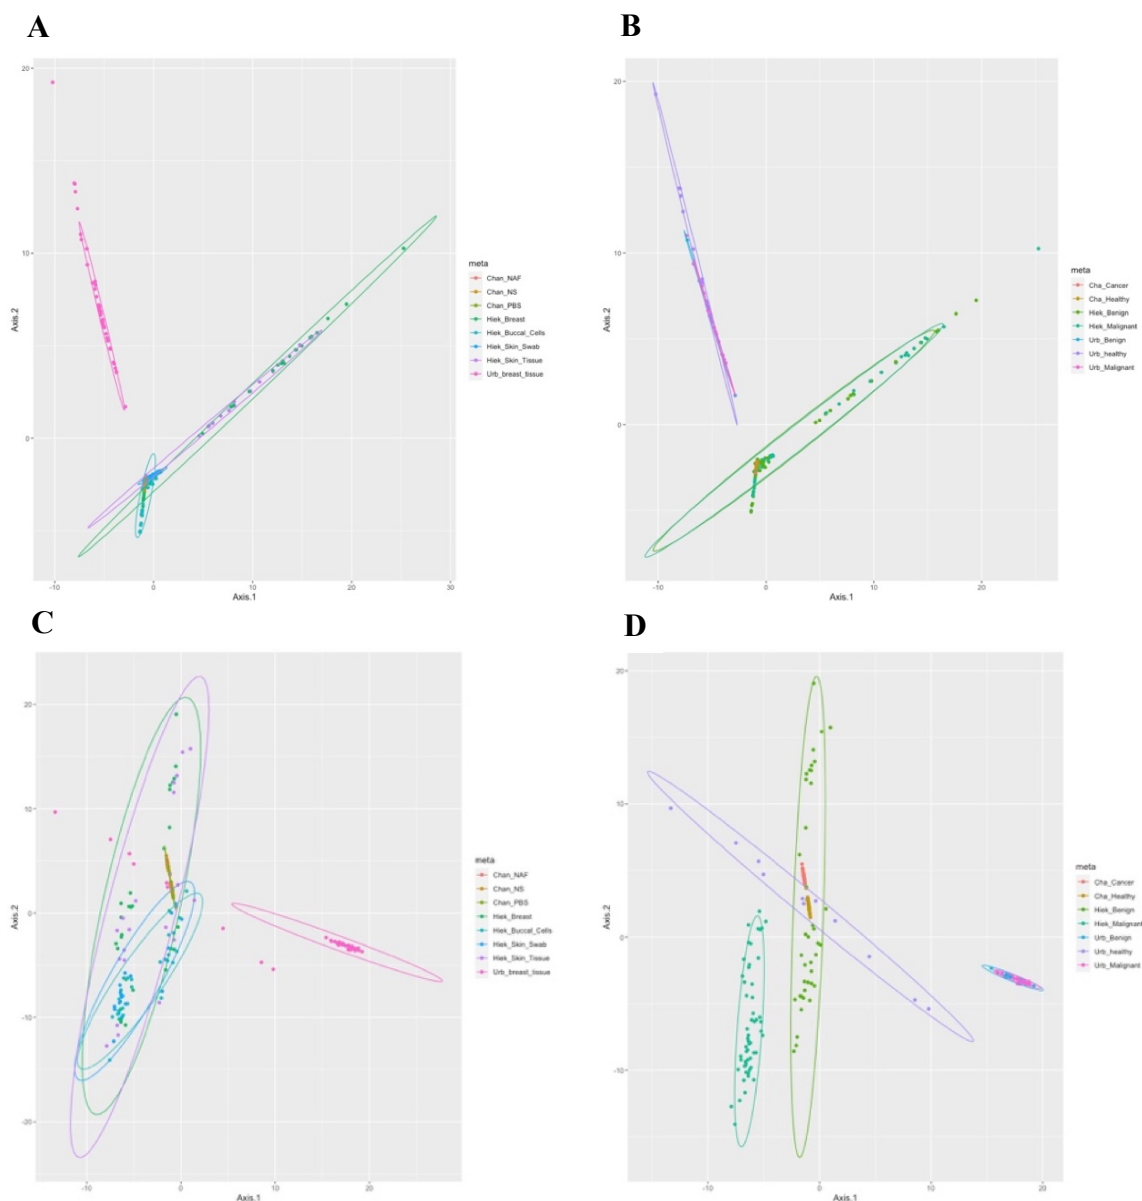 A
B
20
10
0
-10
0
10
20
30
Axis.2
Axis.1
meta
Chan_NAF
Chan_NS
Chan_PBS
Hiek_Breast
Hiek_Buccal_Cells
Hiek_Skin_Swab
Hiek_Skin_Tissue
Urb_breast_tissue
20
10
0
-10
0
10
20
Axis.2
Axis.1
meta
Cha_Cancer
Cha_Healthy
Hiek_Benign
Hiek_Malignant
Urb_Benign
Urb_healthy
Urb_Malignant
C
D
20
10
0
-10
-20
-10
0
10
20
Axis.2
Axis.1
meta
Chan_NAF
Chan_NS
Chan_PBS
Hiek_Breast
Hiek_Buccal_Cells
Hiek_Skin_Swab
Hiek_Skin_Tissue
Urb_breast_tissue
20
10
0
-10
-10
0
10
20
Axis.2
Axis.1
meta
Cha_Cancer
Cha_Healthy
Hiek_Benign
Hiek_Malignant
Urb_Benign
Urb_healthy
Urb_Malignant